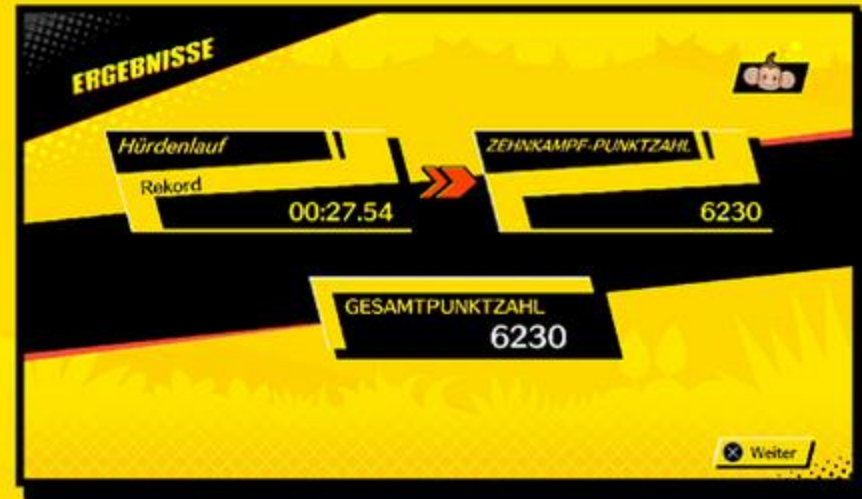 ERGEBNISSE
Hürdenlauf
Rekord
00:27.54
ZEHNKAMPF-PUNKTZAHL
6230
GESAMTPUNKTZAHL
6230
Weiter